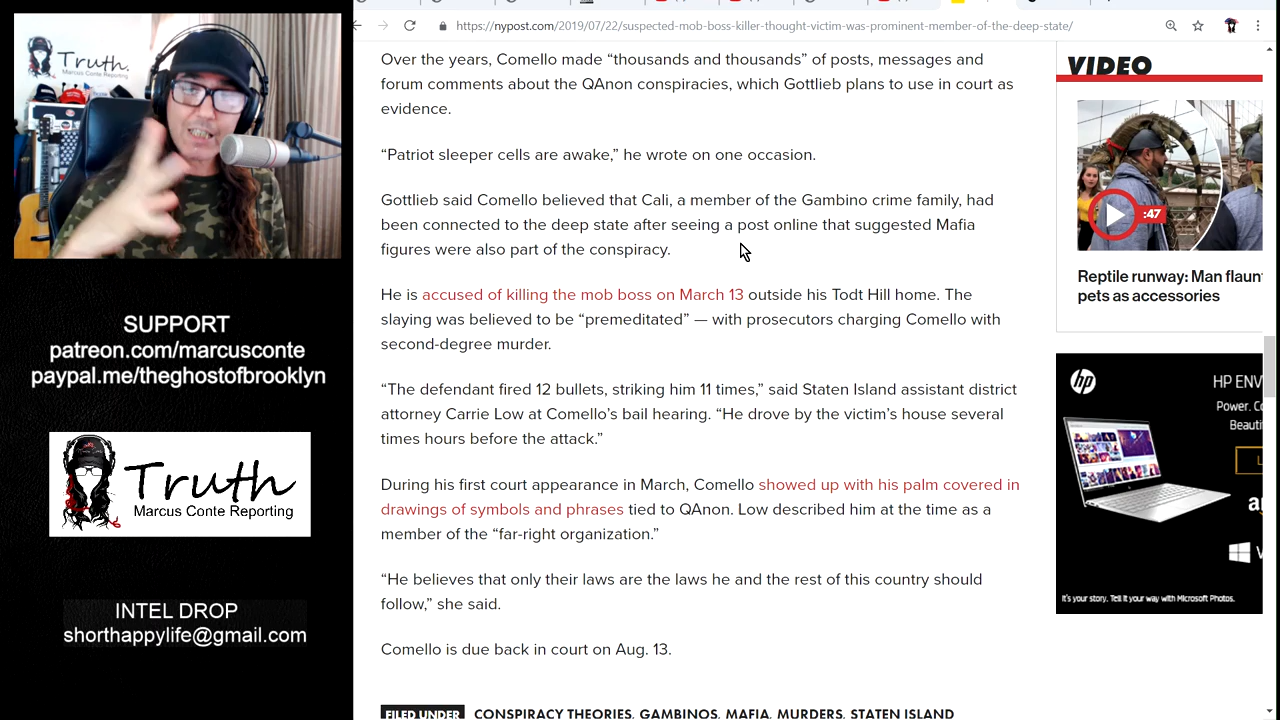 Truth.
Marcus Conte Reporting
SUPPORT
patreon.com/marcusconte
paypal.me/theghostofbrooklyn
Truth
Marcus Conte Reporting
INTEL DROP
shorthappylife@gmail.com
https://nypost.com/2019/07/22/suspected-mob-boss-killer-thought-victim-was-prominent-member-of-the-deep-state/
Over the years, Comello made “thousands and thousands” of posts, messages and
forum comments about the QAnon conspiracies, which Gottlieb plans to use in court as
evidence.
“Patriot sleeper cells are awake,” he wrote on one occasion.
Gottlieb said Comello believed that Cali, a member of the Gambino crime family, had
been connected to the deep state after seeing a post online that suggested Mafia
figures were also part of the conspiracy.
He is accused of killing the mob boss on March 13 outside his Todt Hill home. The
slaying was believed to be “premeditated” — with prosecutors charging Comello with
second-degree murder.
“The defendant fired 12 bullets, striking him 11 times,” said Staten Island assistant district
attorney Carrie Low at Comello’s bail hearing. “He drove by the victim’s house several
times hours before the attack.”
During his first court appearance in March, Comello showed up with his palm covered in
drawings of symbols and phrases tied to QAnon. Low described him at the time as a
member of the “far-right organization.”
“He believes that only their laws are the laws he and the rest of this country should
follow,” she said.
Comello is due back in court on Aug. 13.
FILED UNDER CONSPIRACY THEORIES, GAMBINOS, MAFIA, MURDERS, STATEN ISLAND
VIDEO
:47
Reptile runway: Man flaun
pets as accessories
hp
HP ENV
Power. Co
Beauti
It's your story. Tell it your way with Microsoft Photos.